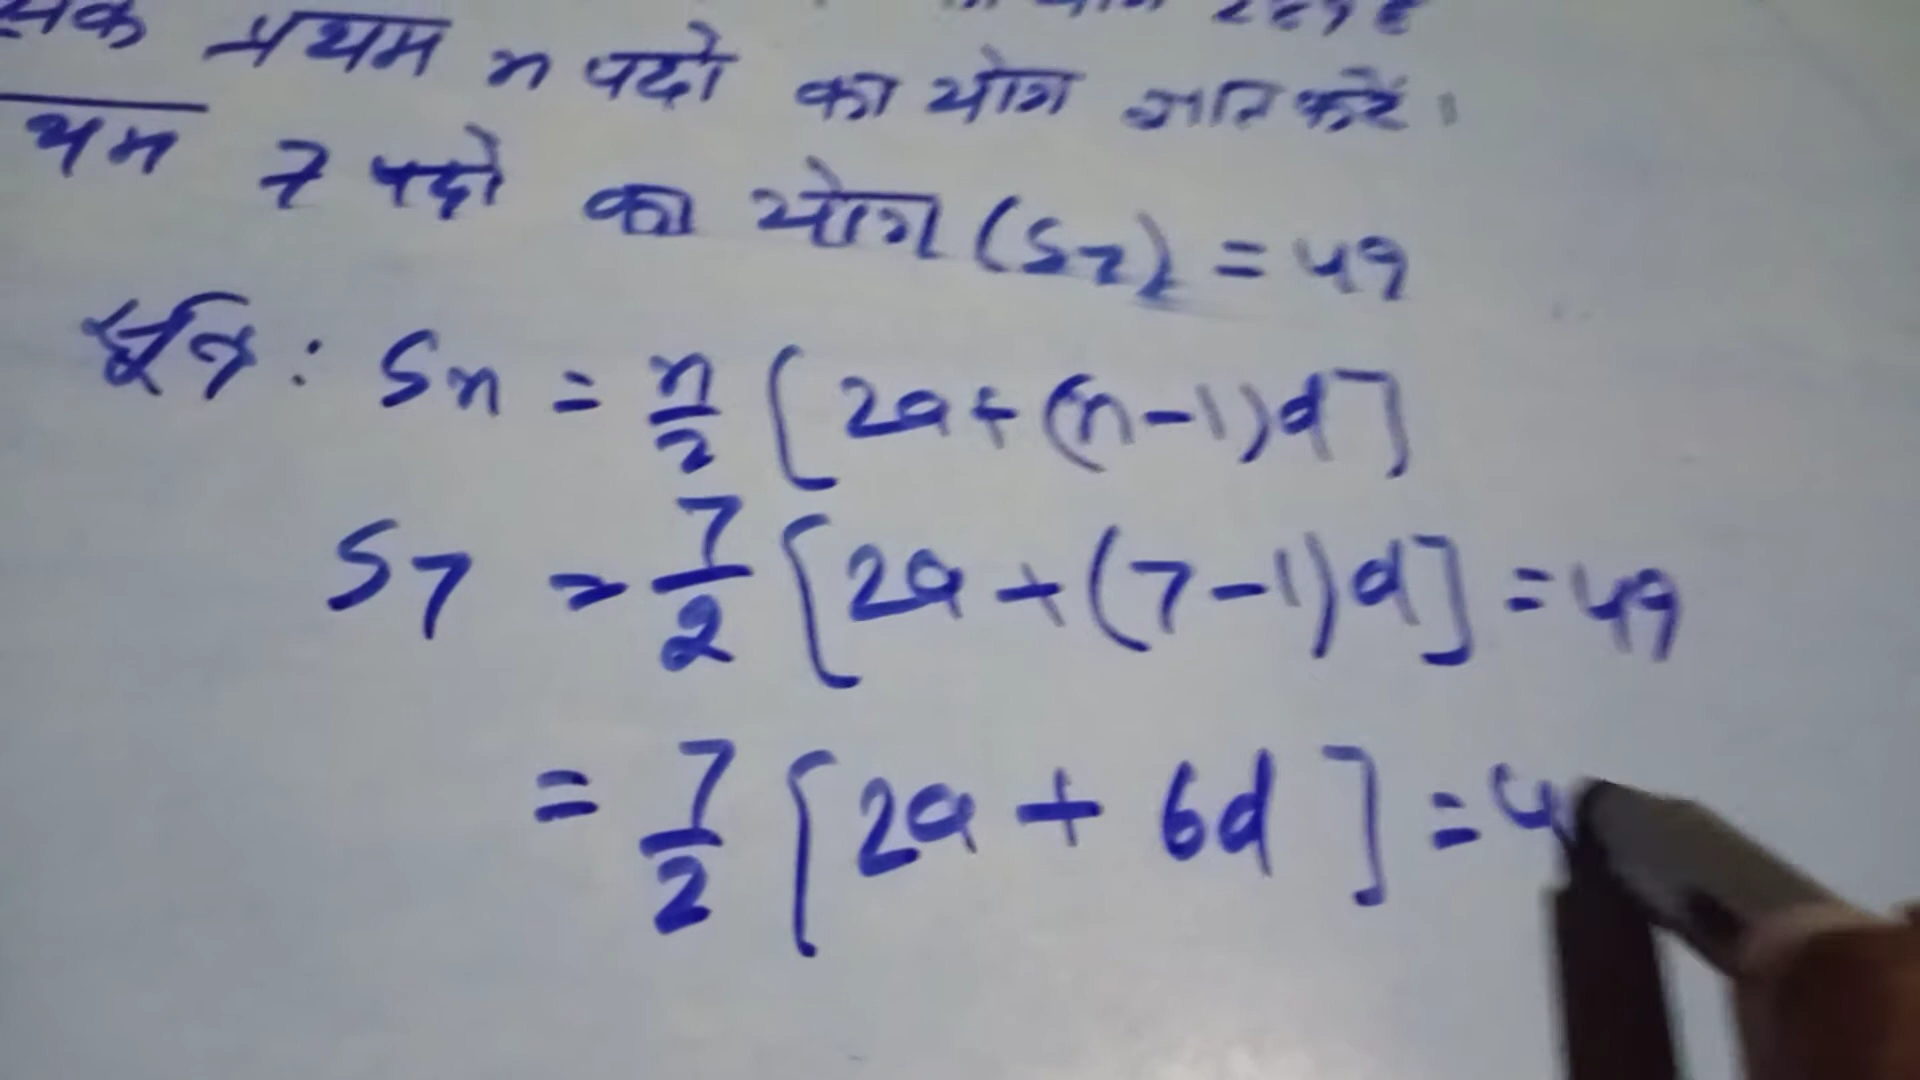 प्रथम n पदो का योग ज्ञात करें।
7 पदो का योग (S7) = 49
सूत्र : Sn = n/2 [2a+(n-1)d]
S7 = 7/2 [2a+(7-1)d] = 49
= 7/2 [2a + 6d] = 4